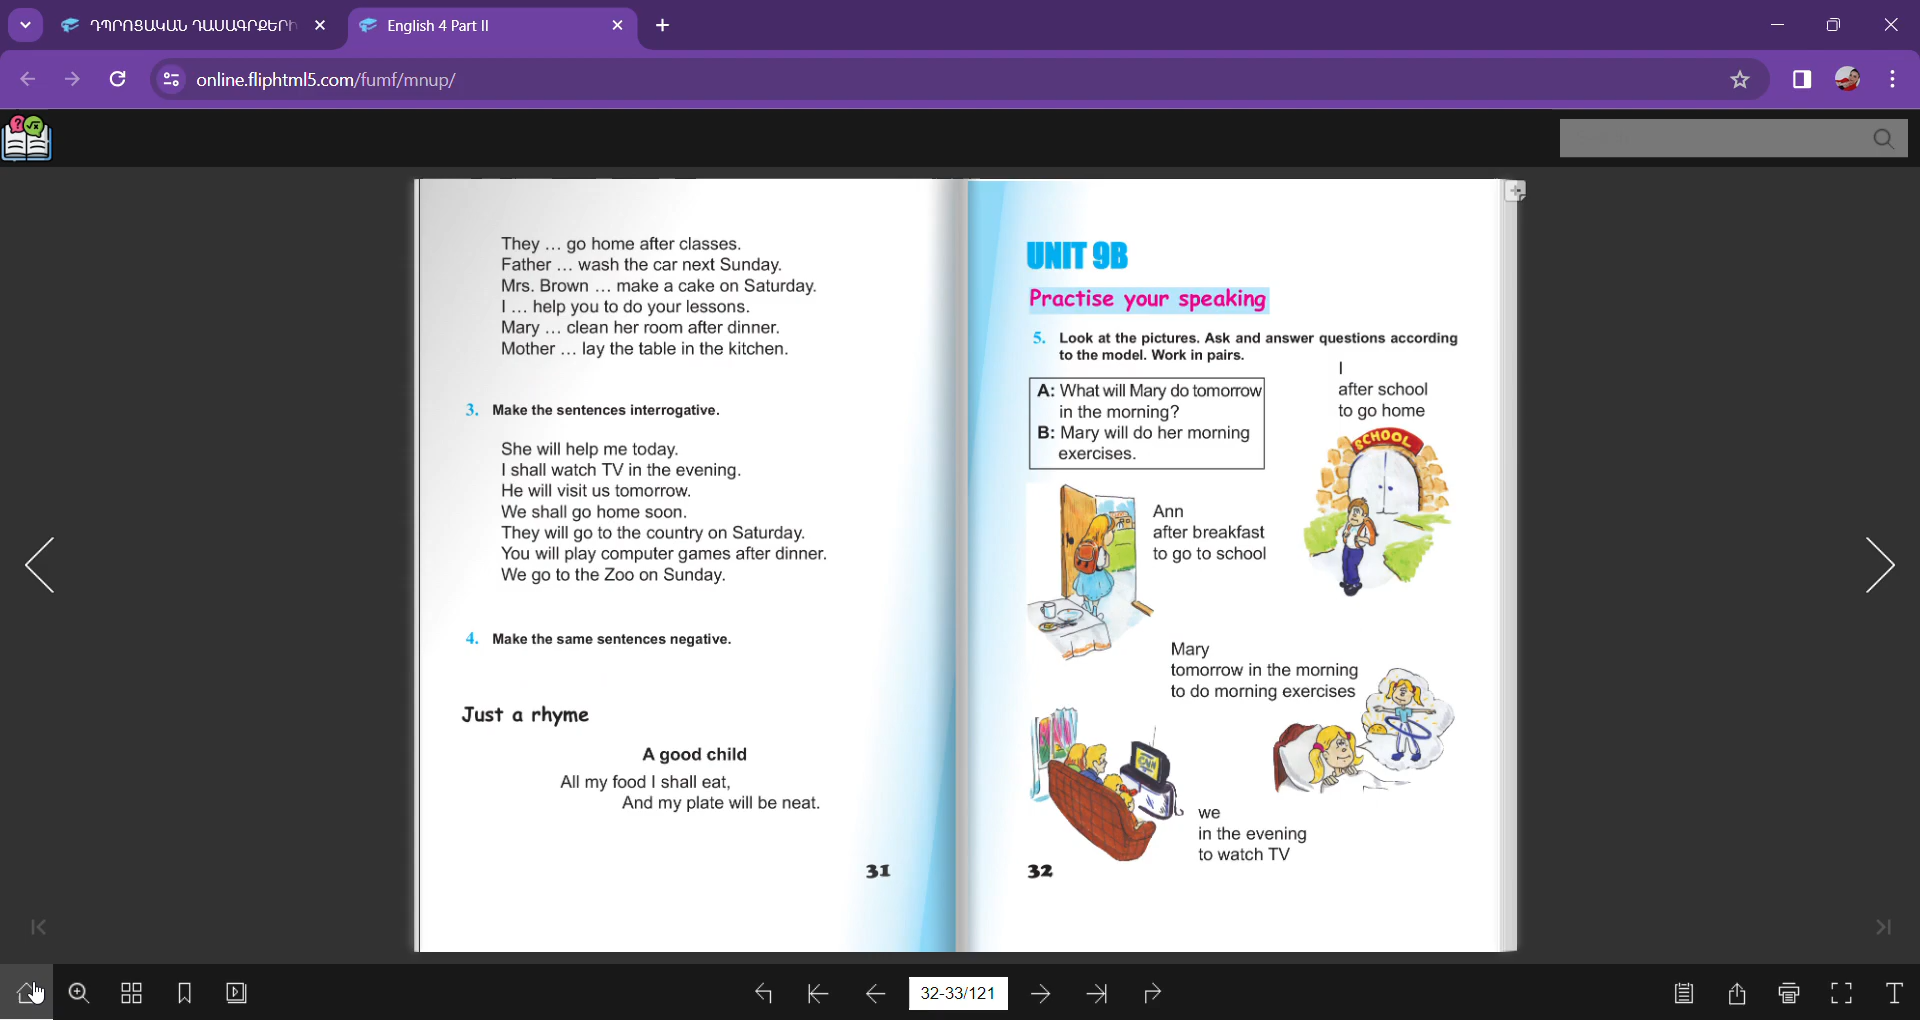 ԴՊՐՈՑԱԿԱՆ ԴԱՍԱԳՐՔԵՐԻ
English 4 Part II
online.fliphtml5.com/fumf/mnup/
They ... go home after classes.
Father ... wash the car next Sunday.
Mrs. Brown ... make a cake on Saturday.
I ... help you to do your lessons.
Mary ... clean her room after dinner.
Mother ... lay the table in the kitchen.
3. Make the sentences interrogative.
She will help me today.
I shall watch TV in the evening.
He will visit us tomorrow.
We shall go home soon.
They will go to the country on Saturday.
You will play computer games after dinner.
We go to the Zoo on Sunday.
4. Make the same sentences negative.
Just a rhyme
A good child
All my food I shall eat,
And my plate will be neat.
31
UNIT 9B
Practise your speaking
5. Look at the pictures. Ask and answer questions according
to the model. Work in pairs.
A: What will Mary do tomorrow
in the morning?
B: Mary will do her morning
exercises.
I
after school
to go home
SCHOOL
Ann
after breakfast
to go to school
Mary
tomorrow in the morning
to do morning exercises
we
in the evening
to watch TV
32
32-33/121